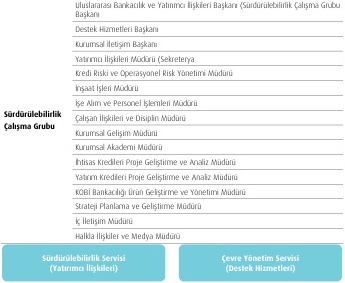 Uluslararası Bankacılık ve Yatırımcı İlişkileri Başkanı (Sürdürülebilirlik Çalışma Grubu
Başkanı
Destek Hizmetleri Başkanı
Kurumsal İletişim Başkanı
Yatırımcı İlişkileri Müdürü (Sekreterya
Kredi Riski ve Operasyonel Risk Yönetimi Müdürü
İnşaat İşleri Müdürü
İşe Alım ve Personel İşlemleri Müdürü
Sürdürülebilirlik
Çalışma Grubu
Çalışan İlişkileri ve Disiplin Müdürü
Kurumsal Gelişim Müdürü
Kurumsal Akademi Müdürü
İhtisas Kredileri Proje Geliştirme ve Analiz Müdürü
Yatırım Kredileri Proje Geliştirme ve Analiz Müdürü
KOBİ Bankacılığı Ürün Geliştirme ve Yönetimi Müdürü
Strateji Planlama ve Geliştirme Müdürü
İç İletişim Müdürü
Halkla İlişkiler ve Medya Müdürü
Sürdürülebilirlik Servisi
(Yatırımcı İlişkileri)
Çevre Yönetim Servisi
(Destek Hizmetleri)